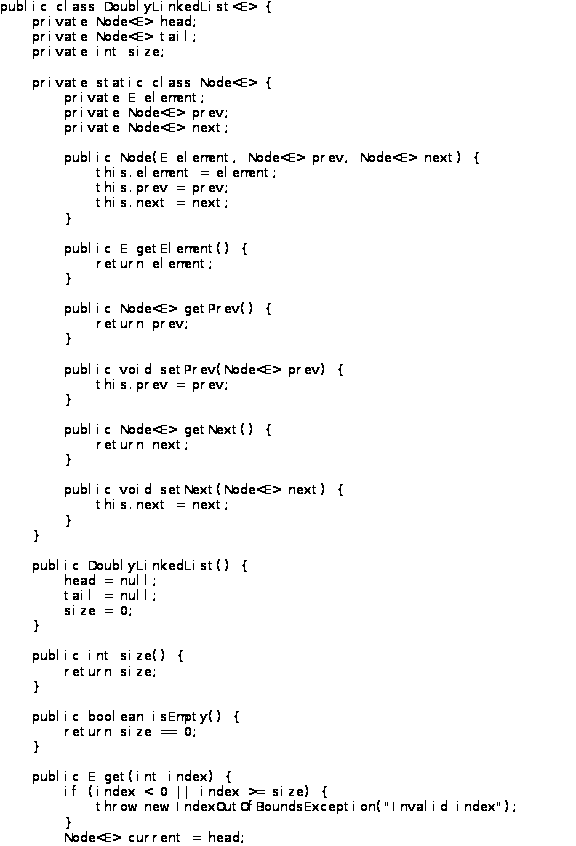 public class DoublyLinkedList<E> {
    private Node<E> head;
    private Node<E> tail;
    private int size;

    private static class Node<E> {
        private E element;
        private Node<E> prev;
        private Node<E> next;

        public Node(E element, Node<E> prev, Node<E> next) {
            this.element = element;
            this.prev = prev;
            this.next = next;
        }

        public E getElement() {
            return element;
        }

        public Node<E> getPrev() {
            return prev;
        }

        public void setPrev(Node<E> prev) {
            this.prev = prev;
        }

        public Node<E> getNext() {
            return next;
        }

        public void setNext(Node<E> next) {
            this.next = next;
        }
    }

    public DoublyLinkedList() {
        head = null;
        tail = null;
        size = 0;
    }

    public int size() {
        return size;
    }

    public boolean isEmpty() {
        return size == 0;
    }

    public E get(int index) {
        if (index < 0 || index >= size) {
            throw new IndexOutOfBoundsException("Invalid index");
        }
        Node<E> current = head;